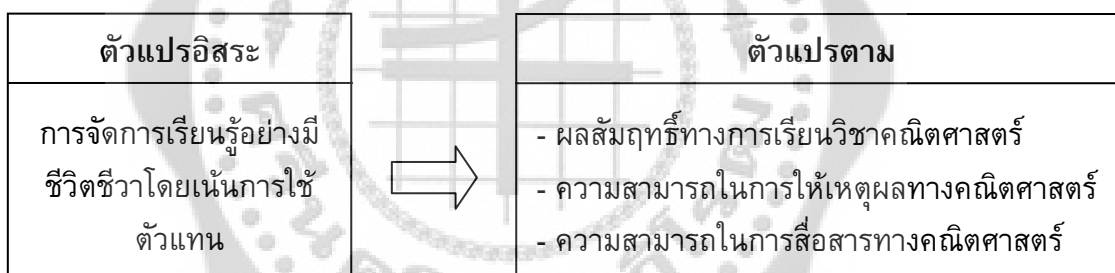 ตัวแปรอิสระ
การจัดการเรียนรู้อย่างมี
ชีวิตชีวาโดยเน้นการใช้
ตัวแทน
ตัวแปรตาม
- ผลสัมฤทธิ์ทางการเรียนวิชาคณิตศาสตร์
- ความสามารถในการให้เหตุผลทางคณิตศาสตร์
- ความสามารถในการสื่อสารทางคณิตศาสตร์